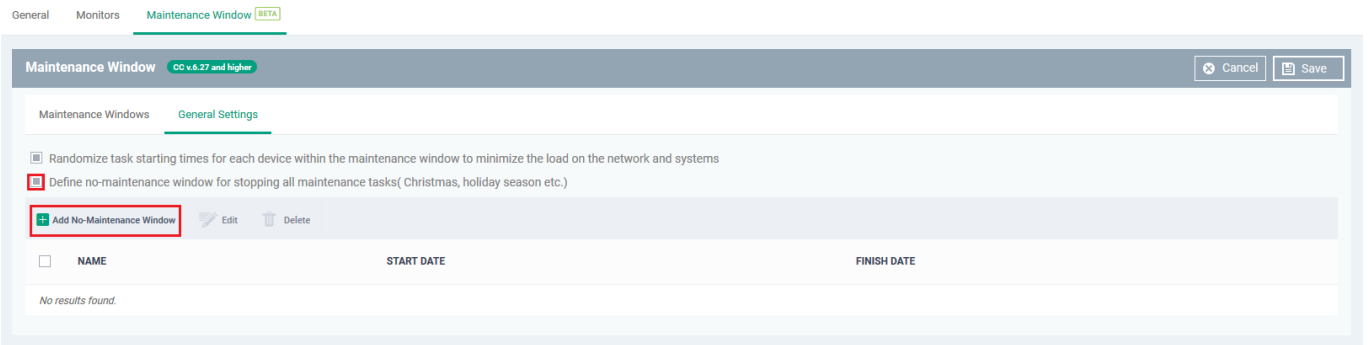 General Monitors Maintenance Window BETA
Maintenance Window CC v.6.27 and higher Cancel Save
Maintenance Windows General Settings
Randomize task starting times for each device within the maintenance window to minimize the load on the network and systems
Define no-maintenance window for stopping all maintenance tasks( Christmas, holiday season etc.)
Add No-Maintenance Window Edit Delete
NAME START DATE FINISH DATE
No results found.